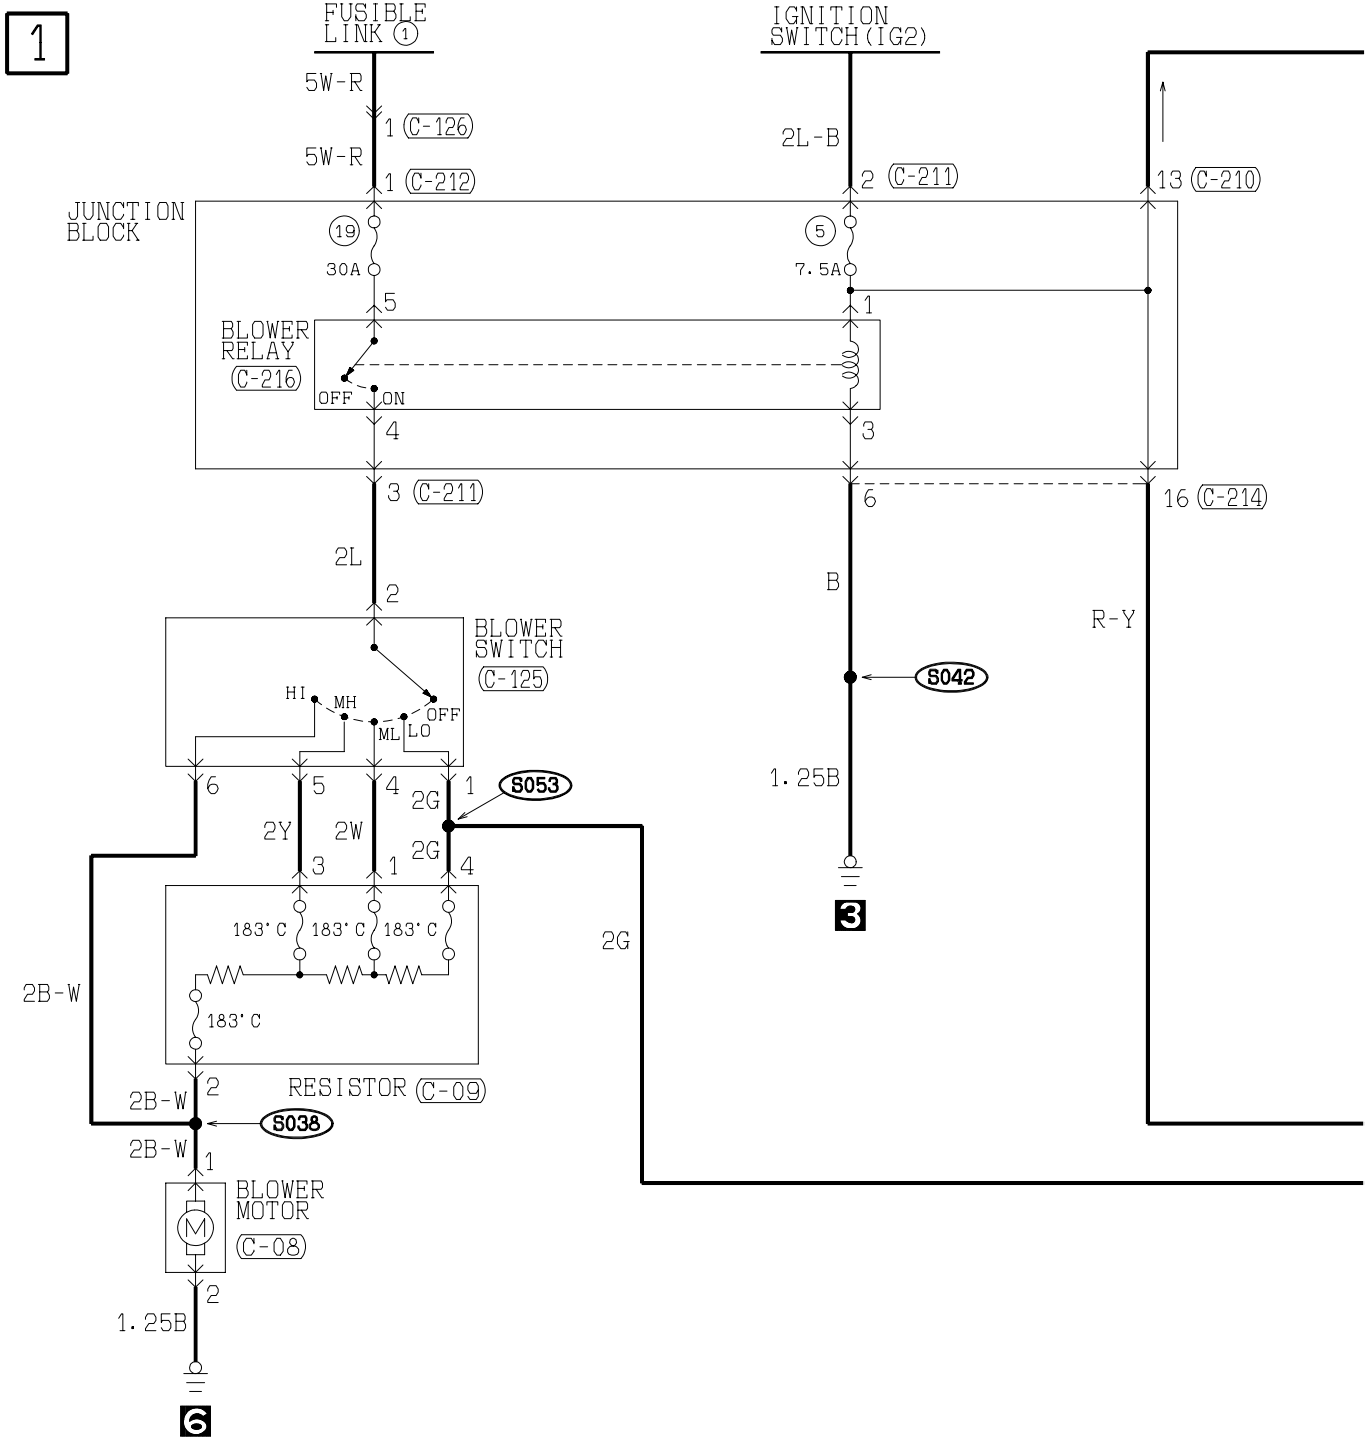 1
FUSIBLE
LINK 1
IGNITION
SWITCH(IG2)
5W-R
1 C-126
2L-B
5W-R
1 C-212
2 C-211
13 C-210
JUNCTION
BLOCK
19
5
30A
7.5A
5
1
BLOWER
RELAY
C-216
OFF
ON
4
3
3 C-211
6
16 C-214
2L
B
2
R-Y
BLOWER
SWITCH
C-125
S042
HI
MH
ML
LO
OFF
6
5
4
1
1.25B
S053
2G
2Y
2W
2G
3
1
4
3
183°C
183°C
183°C
2G
2B-W
183°C
2
RESISTOR C-09
2B-W
S038
2B-W
1
BLOWER
MOTOR
M
C-08
2
1.25B
6